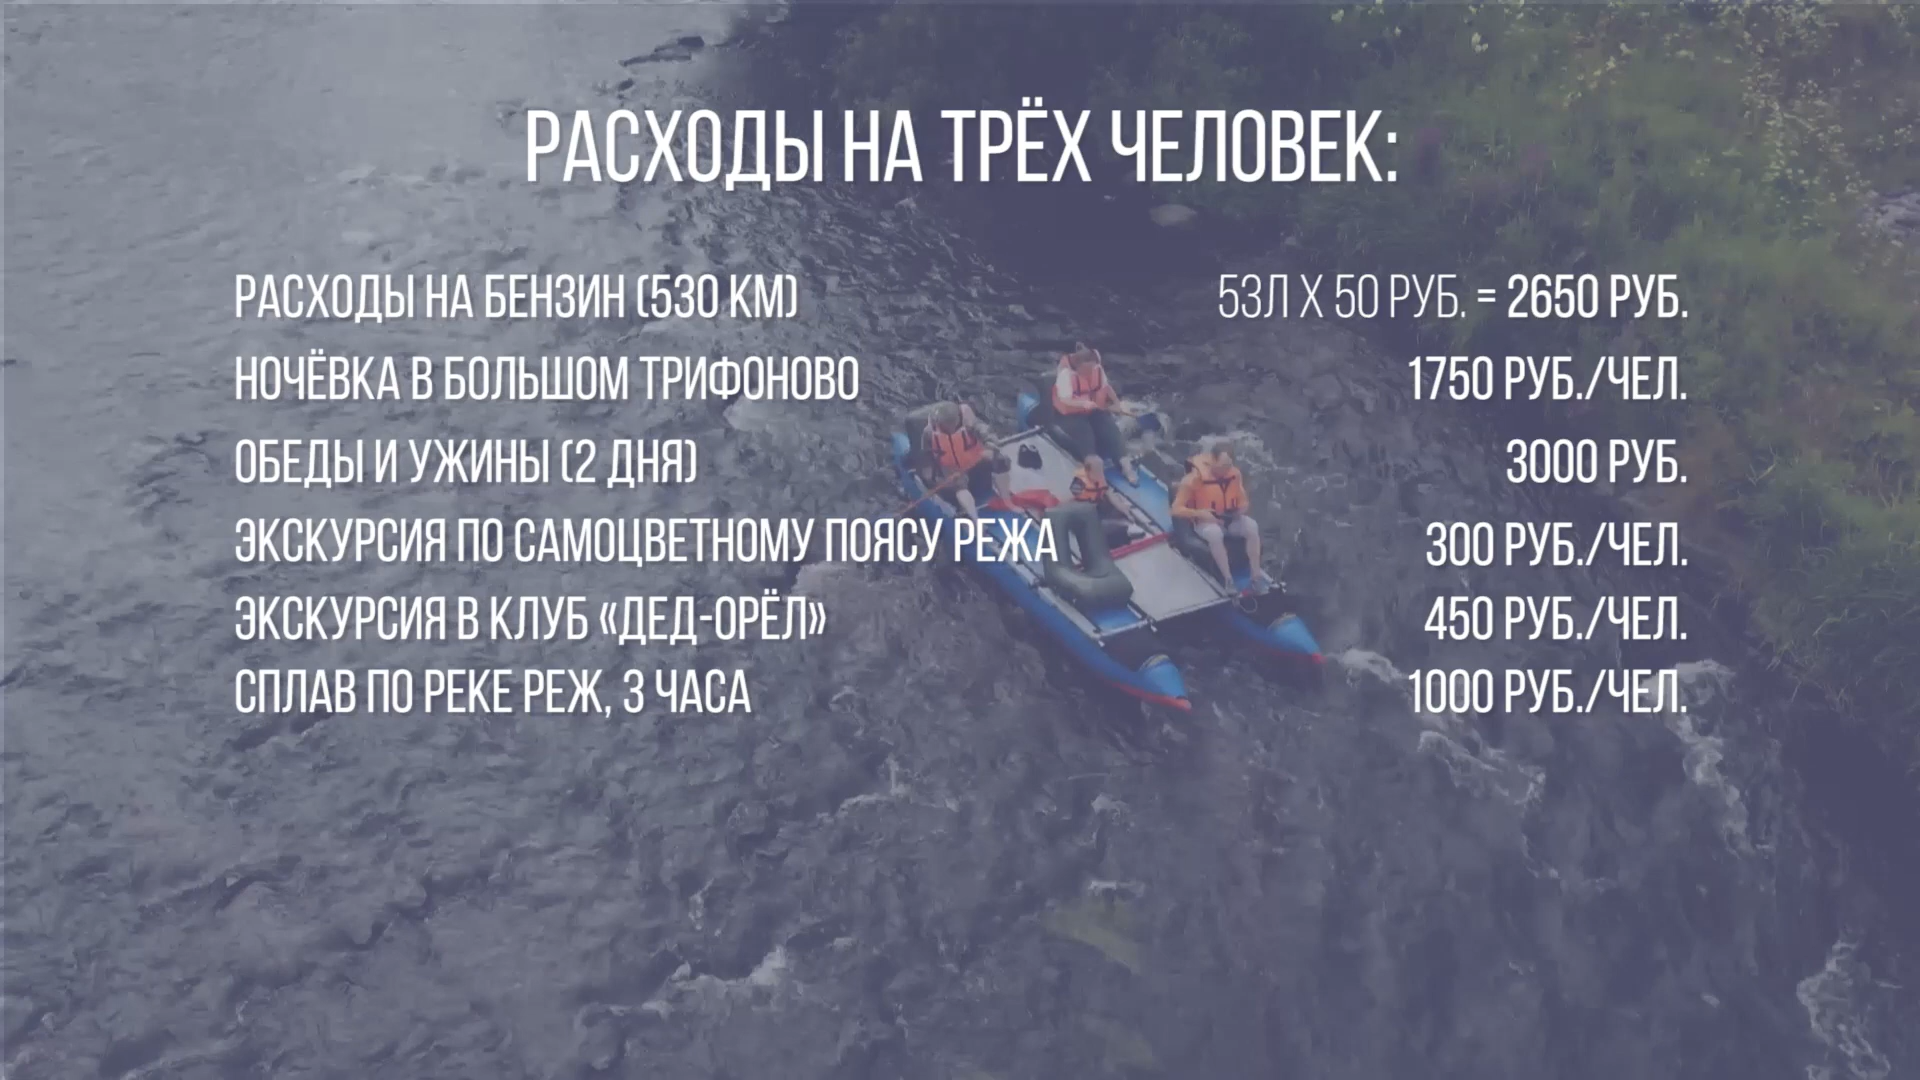 РАСХОДЫ НА ТРЁХ ЧЕЛОВЕК:
РАСХОДЫ НА БЕНЗИН (530 КМ) 53Л Х 50 РУБ. = 2650 РУБ.
НОЧЁВКА В БОЛЬШОМ ТРИФОНОВО 1750 РУБ./ЧЕЛ.
ОБЕДЫ И УЖИНЫ (2 ДНЯ) 3000 РУБ.
ЭКСКУРСИЯ ПО САМОЦВЕТНОМУ ПОЯСУ РЕЖА 300 РУБ./ЧЕЛ.
ЭКСКУРСИЯ В КЛУБ «ДЕД-ОРЁЛ» 450 РУБ./ЧЕЛ.
СПЛАВ ПО РЕКЕ РЕЖ, 3 ЧАСА 1000 РУБ./ЧЕЛ.